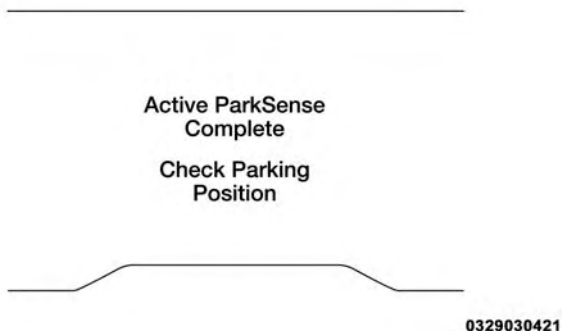 Active ParkSense
Complete
Check Parking
Position
0329030421